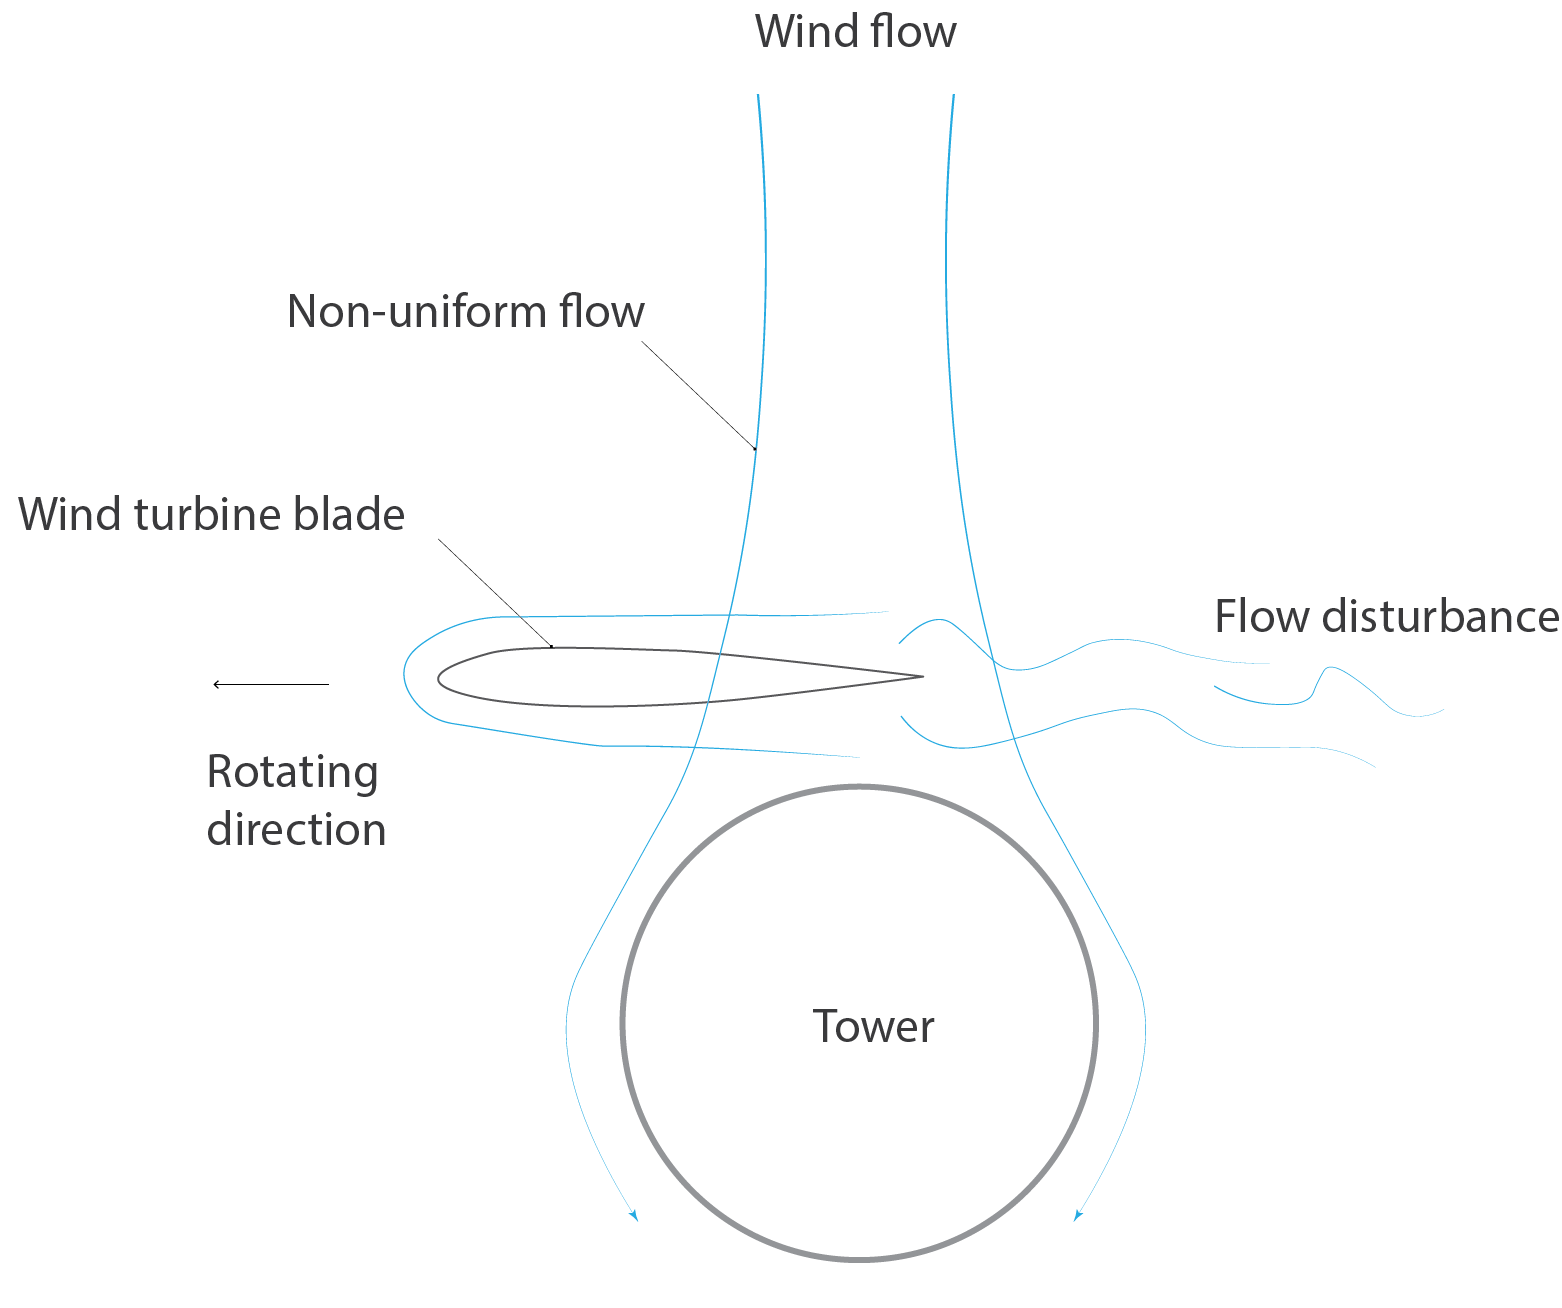 Wind flow
Non-uniform flow
Wind turbine blade
Flow disturbance
Rotating
direction
Tower